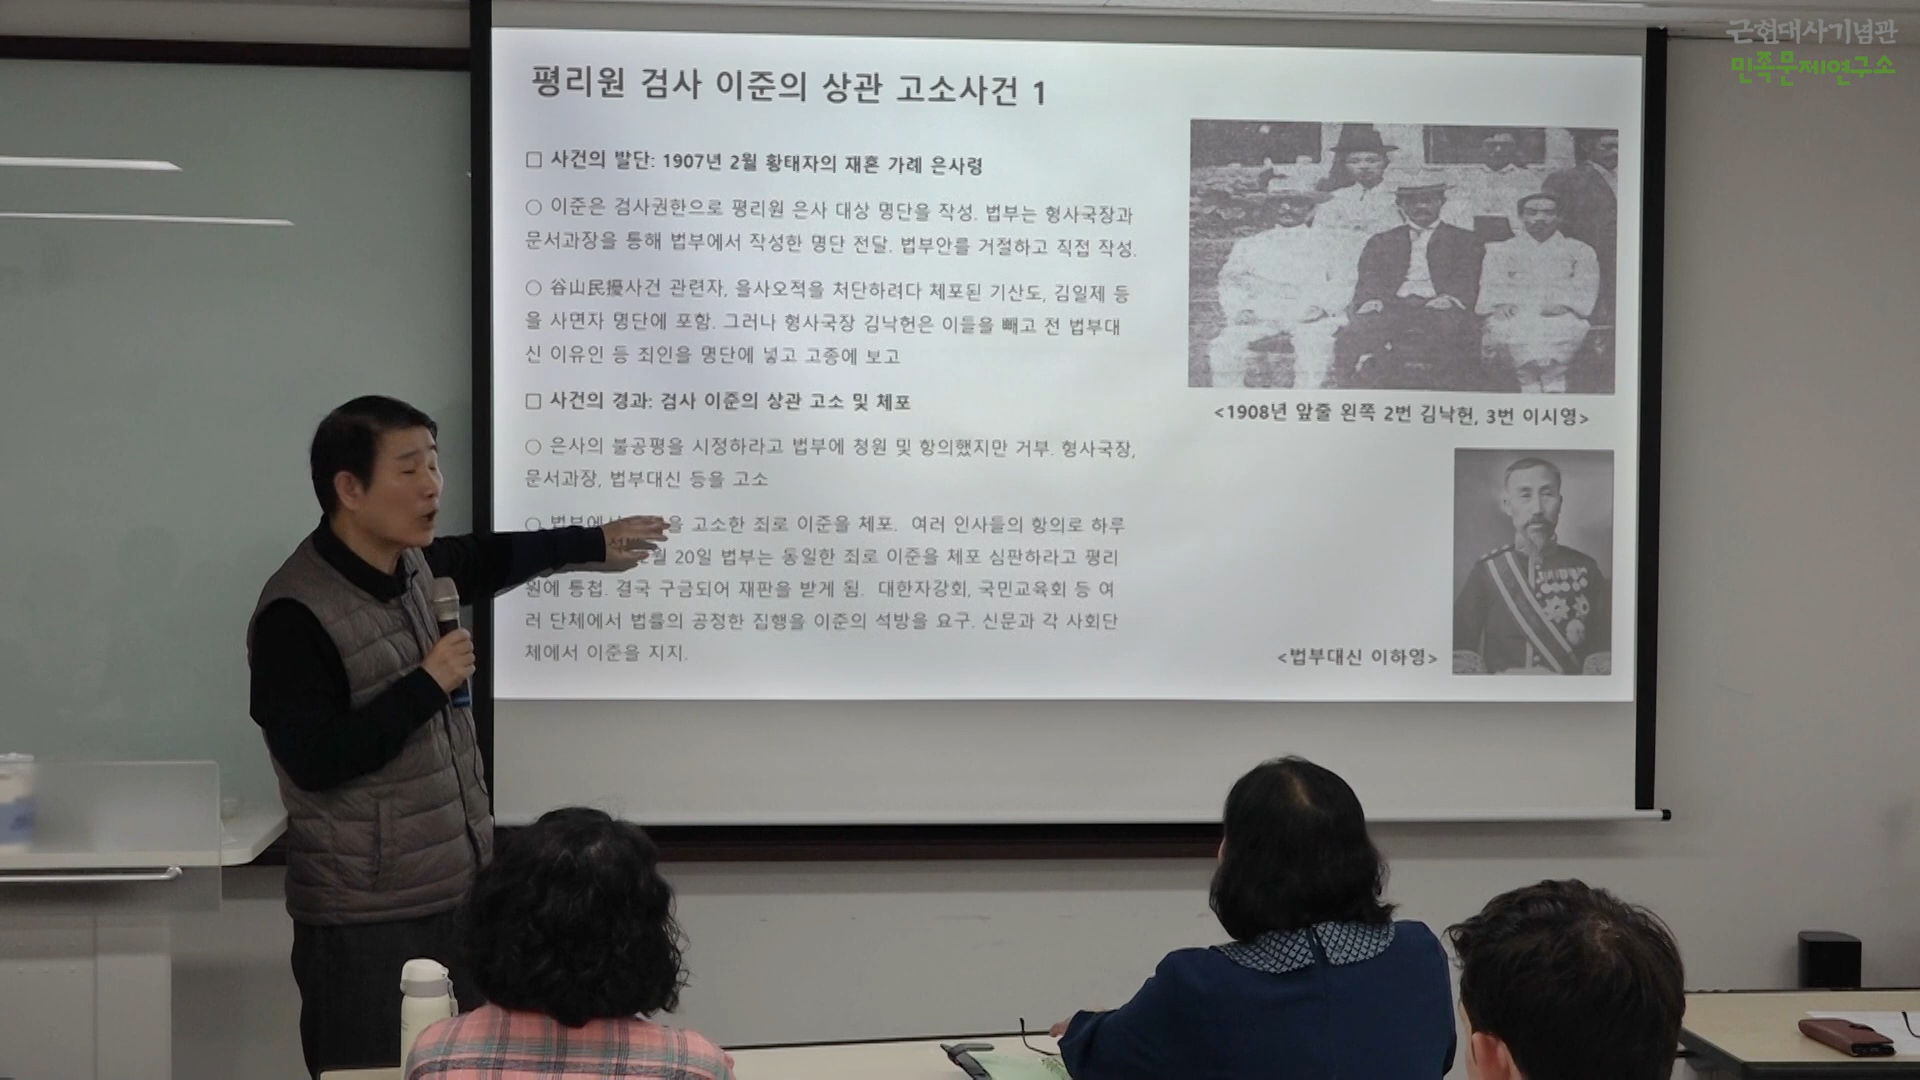 근현대사기념관
민족문제연구소
평리원 검사 이준의 상관 고소사건 1
□ 사건의 발단: 1907년 2월 황태자의 재혼 가례 은사령
○ 이준은 검사권한으로 평리원 은사 대상 명단을 작성. 법부는 형사국장과
문서과장을 통해 법부에서 작성한 명단 전달. 법부안를 거절하고 직접 작성.
○ 谷山民擾사건 관련자, 을사오적을 처단하려다 체포된 기산도, 김일제 등
을 사면자 명단에 포함. 그러나 형사국장 김낙헌은 이들을 빼고 전 법부대
신 이유인 등 죄인을 명단에 넣고 고종에 보고
□ 사건의 경과: 검사 이준의 상관 고소 및 체포
○ 은사의 불공평을 시정하라고 법부에 청원 및 항의했지만 거부. 형사국장,
문서과장, 법부대신 등을 고소
○ 법부에서 을 고소한 죄로 이준을 체포. 여러 인사들의 항의로 하루
월 20일 법부는 동일한 죄로 이준을 체포 심판하라고 평리
원에 통첩. 결국 구금되어 재판을 받게 됨. 대한자강회, 국민교육회 등 여
러 단체에서 법률의 공정한 집행을 이준의 석방을 요구. 신문과 각 사회단
체에서 이준을 지지.
<1908년 앞줄 왼쪽 2번 김낙헌, 3번 이시영>
<법부대신 이하영>